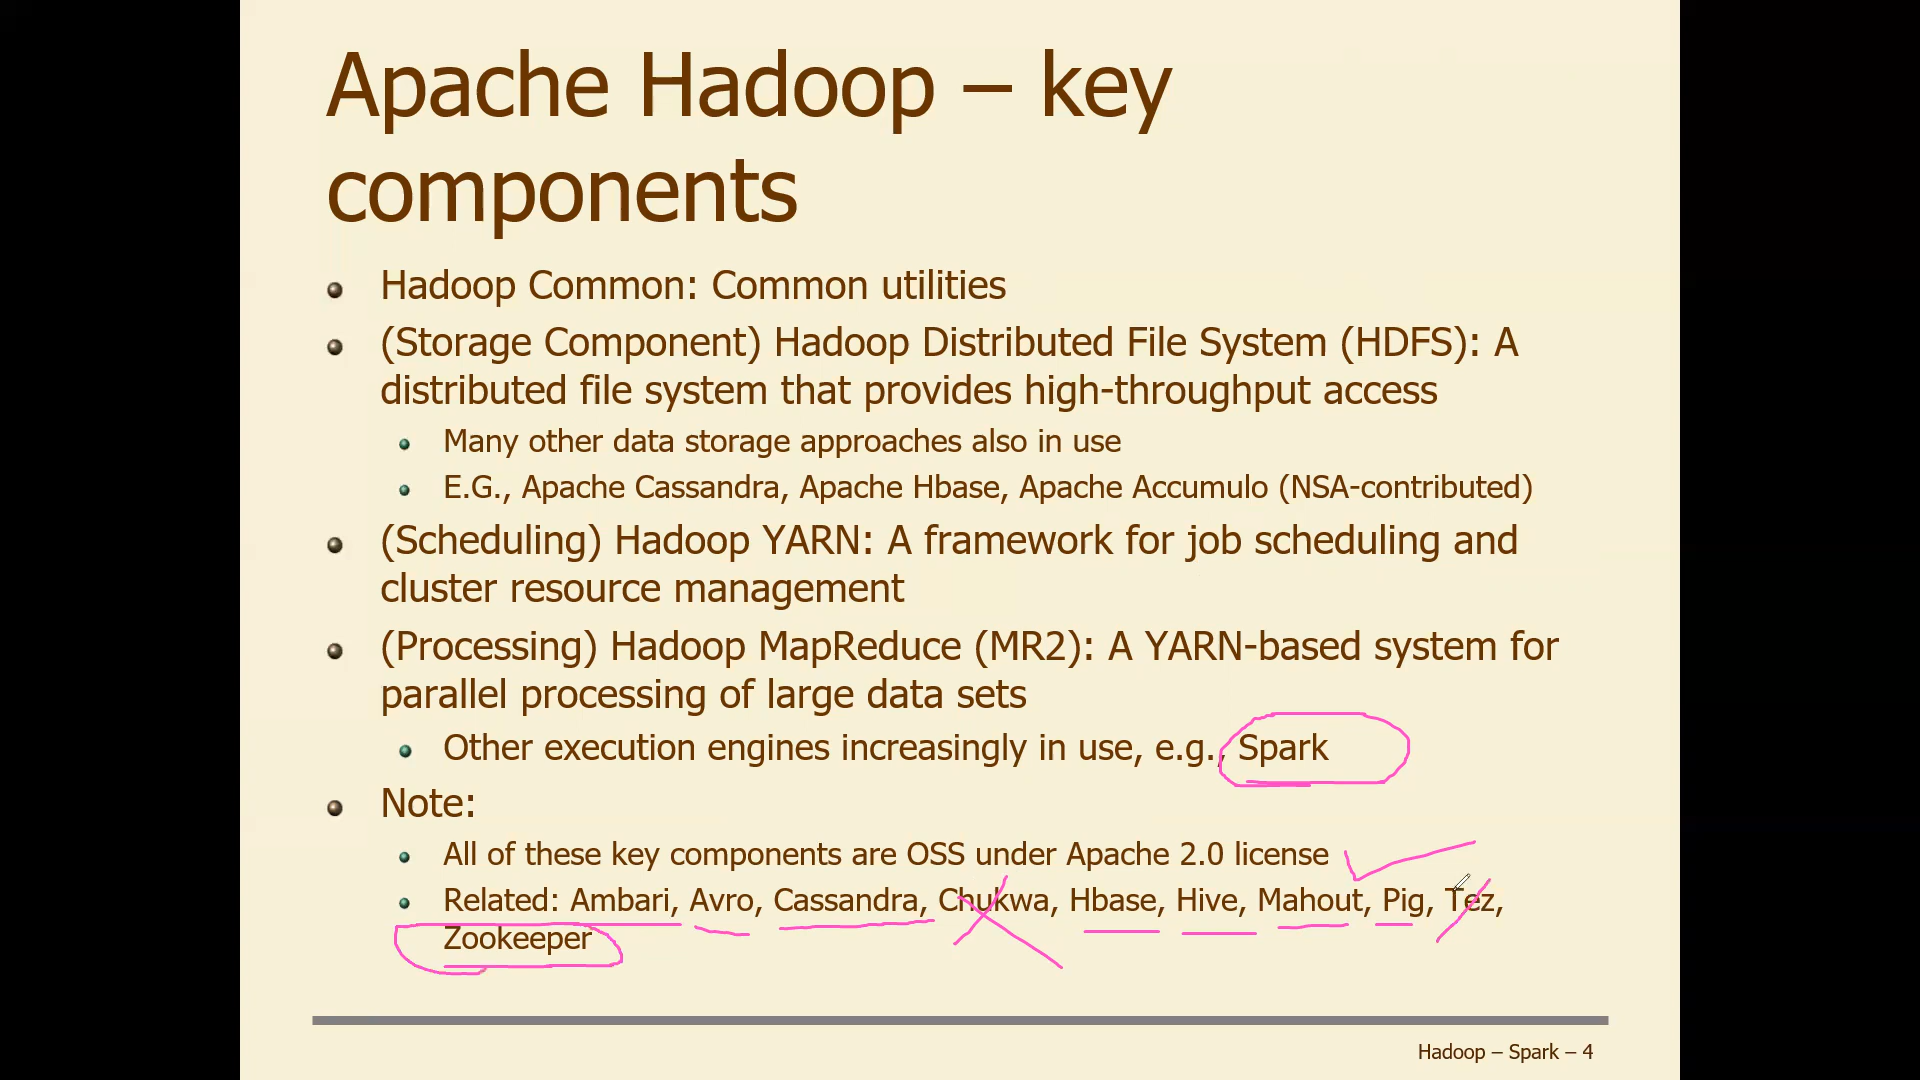 Apache Hadoop – key
components
Hadoop Common: Common utilities
(Storage Component) Hadoop Distributed File System (HDFS): A
distributed file system that provides high-throughput access
Many other data storage approaches also in use
E.G., Apache Cassandra, Apache Hbase, Apache Accumulo (NSA-contributed)
(Scheduling) Hadoop YARN: A framework for job scheduling and
cluster resource management
(Processing) Hadoop MapReduce (MR2): A YARN-based system for
parallel processing of large data sets
Other execution engines increasingly in use, e.g., Spark
Note:
All of these key components are OSS under Apache 2.0 license
Related: Ambari, Avro, Cassandra, Chukwa, Hbase, Hive, Mahout, Pig, Tez,
Zookeeper
Hadoop – Spark – 4